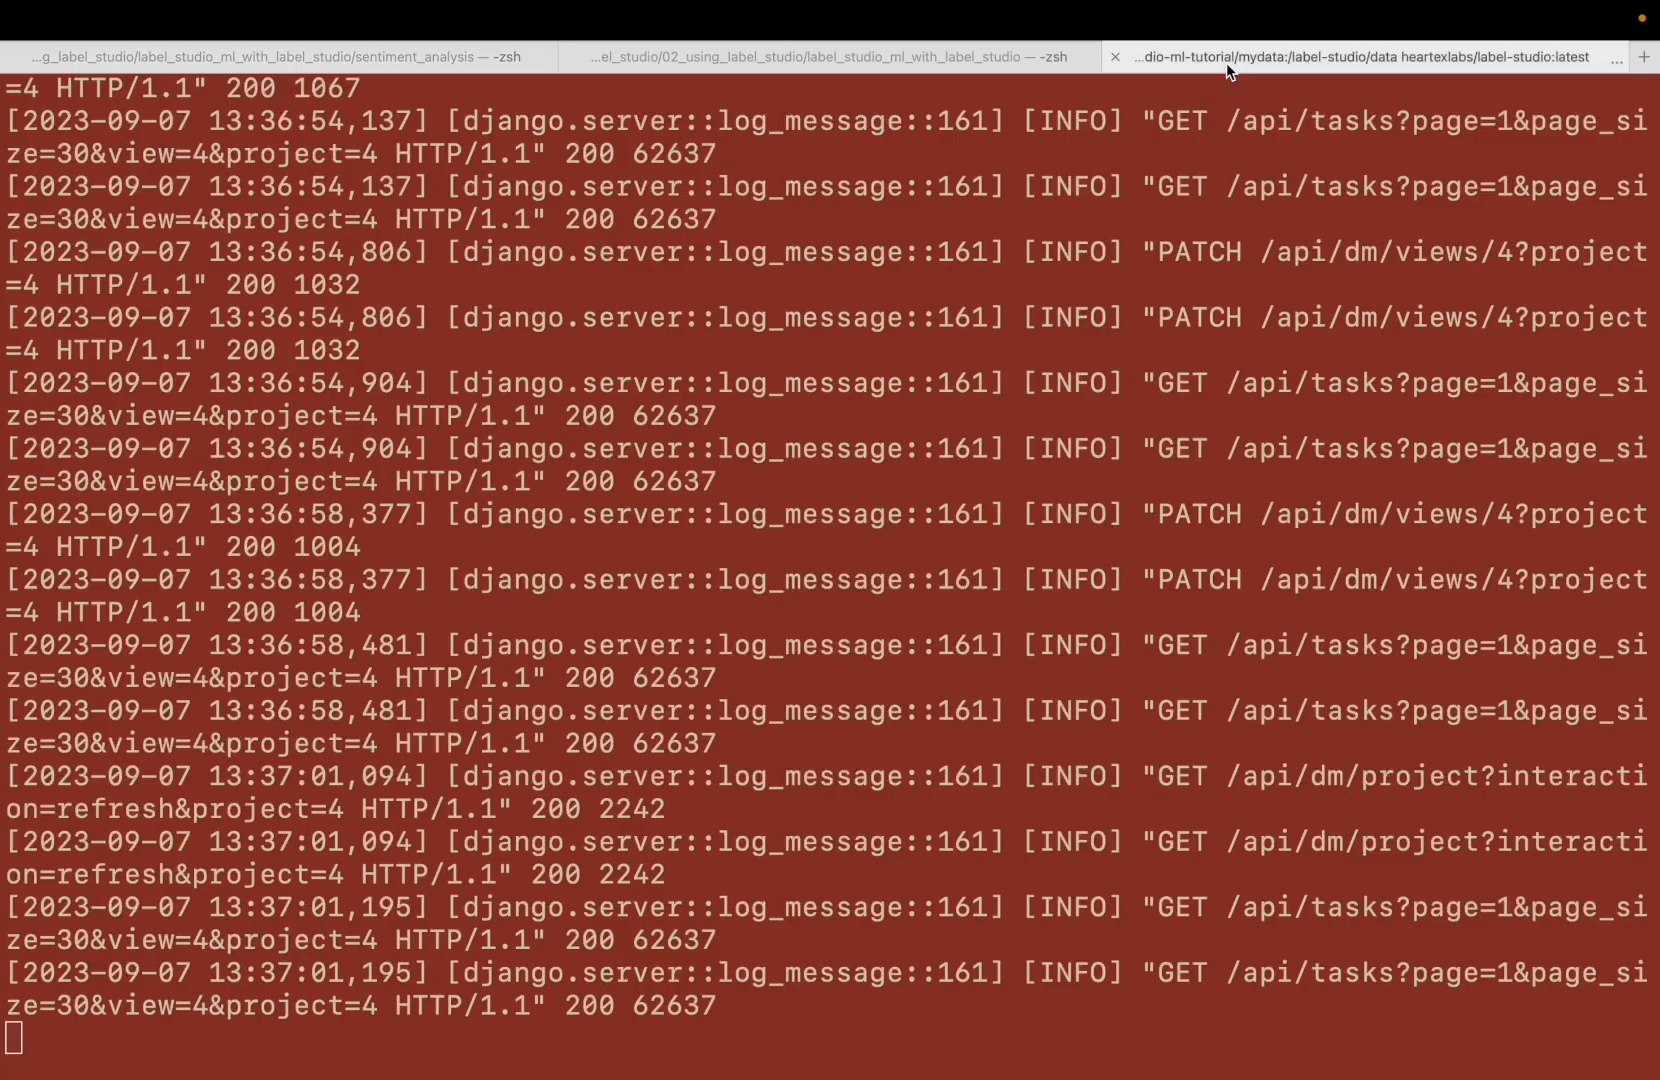 ...g_label_studio/label_studio_ml_with_label_studio/sentiment_analysis — -zsh
...el_studio/02_using_label_studio/label_studio_ml_with_label_studio — -zsh
...dio-ml-tutorial/mydata:/label-studio/data heartexlabs/label-studio:latest ...
=4 HTTP/1.1" 200 1067
[2023-09-07 13:36:54,137] [django.server::log_message::161] [INFO] "GET /api/tasks?page=1&page_si
ze=30&view=4&project=4 HTTP/1.1" 200 62637
[2023-09-07 13:36:54,137] [django.server::log_message::161] [INFO] "GET /api/tasks?page=1&page_si
ze=30&view=4&project=4 HTTP/1.1" 200 62637
[2023-09-07 13:36:54,806] [django.server::log_message::161] [INFO] "PATCH /api/dm/views/4?project
=4 HTTP/1.1" 200 1032
[2023-09-07 13:36:54,806] [django.server::log_message::161] [INFO] "PATCH /api/dm/views/4?project
=4 HTTP/1.1" 200 1032
[2023-09-07 13:36:54,904] [django.server::log_message::161] [INFO] "GET /api/tasks?page=1&page_si
ze=30&view=4&project=4 HTTP/1.1" 200 62637
[2023-09-07 13:36:54,904] [django.server::log_message::161] [INFO] "GET /api/tasks?page=1&page_si
ze=30&view=4&project=4 HTTP/1.1" 200 62637
[2023-09-07 13:36:58,377] [django.server::log_message::161] [INFO] "PATCH /api/dm/views/4?project
=4 HTTP/1.1" 200 1004
[2023-09-07 13:36:58,377] [django.server::log_message::161] [INFO] "PATCH /api/dm/views/4?project
=4 HTTP/1.1" 200 1004
[2023-09-07 13:36:58,481] [django.server::log_message::161] [INFO] "GET /api/tasks?page=1&page_si
ze=30&view=4&project=4 HTTP/1.1" 200 62637
[2023-09-07 13:36:58,481] [django.server::log_message::161] [INFO] "GET /api/tasks?page=1&page_si
ze=30&view=4&project=4 HTTP/1.1" 200 62637
[2023-09-07 13:37:01,094] [django.server::log_message::161] [INFO] "GET /api/dm/project?interacti
on=refresh&project=4 HTTP/1.1" 200 2242
[2023-09-07 13:37:01,094] [django.server::log_message::161] [INFO] "GET /api/dm/project?interacti
on=refresh&project=4 HTTP/1.1" 200 2242
[2023-09-07 13:37:01,195] [django.server::log_message::161] [INFO] "GET /api/tasks?page=1&page_si
ze=30&view=4&project=4 HTTP/1.1" 200 62637
[2023-09-07 13:37:01,195] [django.server::log_message::161] [INFO] "GET /api/tasks?page=1&page_si
ze=30&view=4&project=4 HTTP/1.1" 200 62637